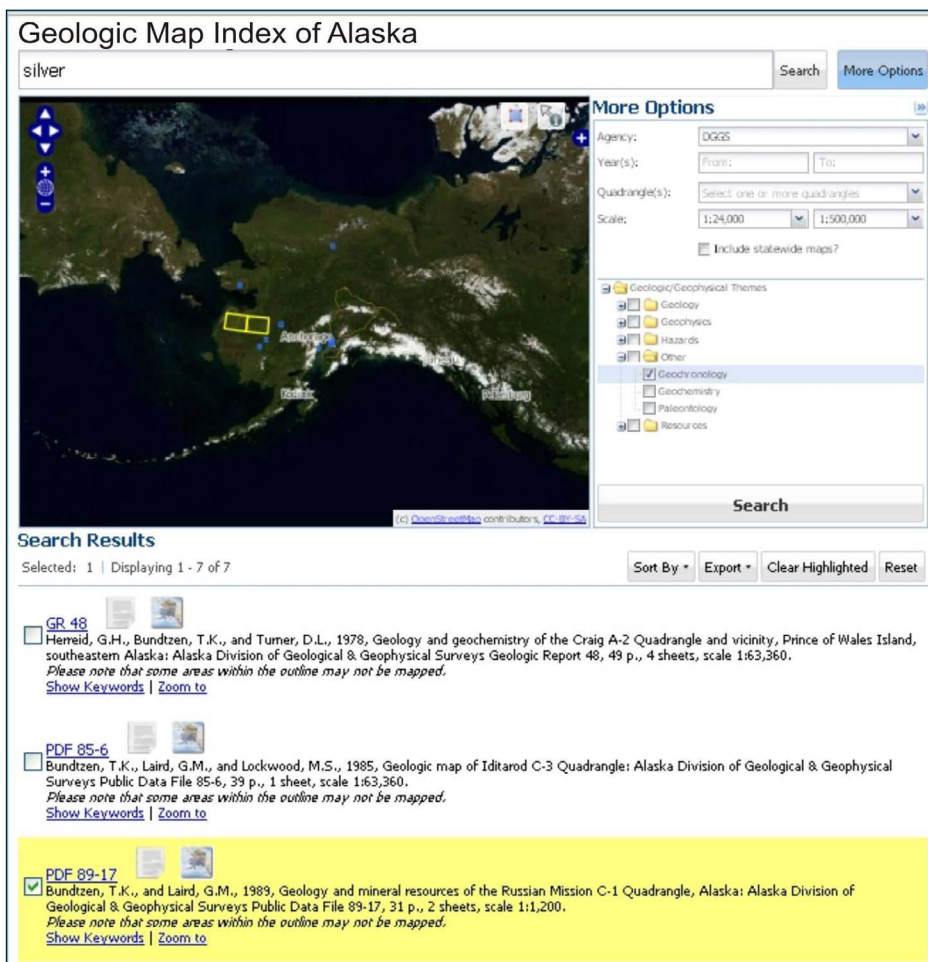 Geologic Map Index of Alaska
silver
Search
More Options
More Options
Agency:
DGGS
Year(s):
From:
To:
Quadrangle(s):
Select one or more quadrangles
Scale:
1:24,000
1:500,000
Include statewide maps?
Geologic/Geophysical Themes
Geology
Geophysics
Hazards
Other
Geochronology
Geochemistry
Paleontology
Resources
Search
Anchorage
Juneau
Kodiak
Petersburg
(c) OpenStreetMap contributors, CC-BY-SA
Search Results
Selected: 1 | Displaying 1 - 7 of 7
Sort By
Export
Clear Highlighted
Reset
GR 48
Herreid, G.H., Bundtzen, T.K., and Turner, D.L., 1978, Geology and geochemistry of the Craig A-2 Quadrangle and vicinity, Prince of Wales Island,
southeastern Alaska: Alaska Division of Geological & Geophysical Surveys Geologic Report 48, 49 p., 4 sheets, scale 1:63,360.
Please note that some areas within the outline may not be mapped.
Show Keywords | Zoom to
PDF 85-6
Bundtzen, T.K., Laird, G.M., and Lockwood, M.S., 1985, Geologic map of Iditarod C-3 Quadrangle: Alaska Division of Geological & Geophysical
Surveys Public Data File 85-6, 39 p., 1 sheet, scale 1:63,360.
Please note that some areas within the outline may not be mapped.
Show Keywords | Zoom to
PDF 89-17
Bundtzen, T.K., and Laird, G.M., 1989, Geology and mineral resources of the Russian Mission C-1 Quadrangle, Alaska: Alaska Division of
Geological & Geophysical Surveys Public Data File 89-17, 31 p., 2 sheets, scale 1:1,200.
Please note that some areas within the outline may not be mapped.
Show Keywords | Zoom to